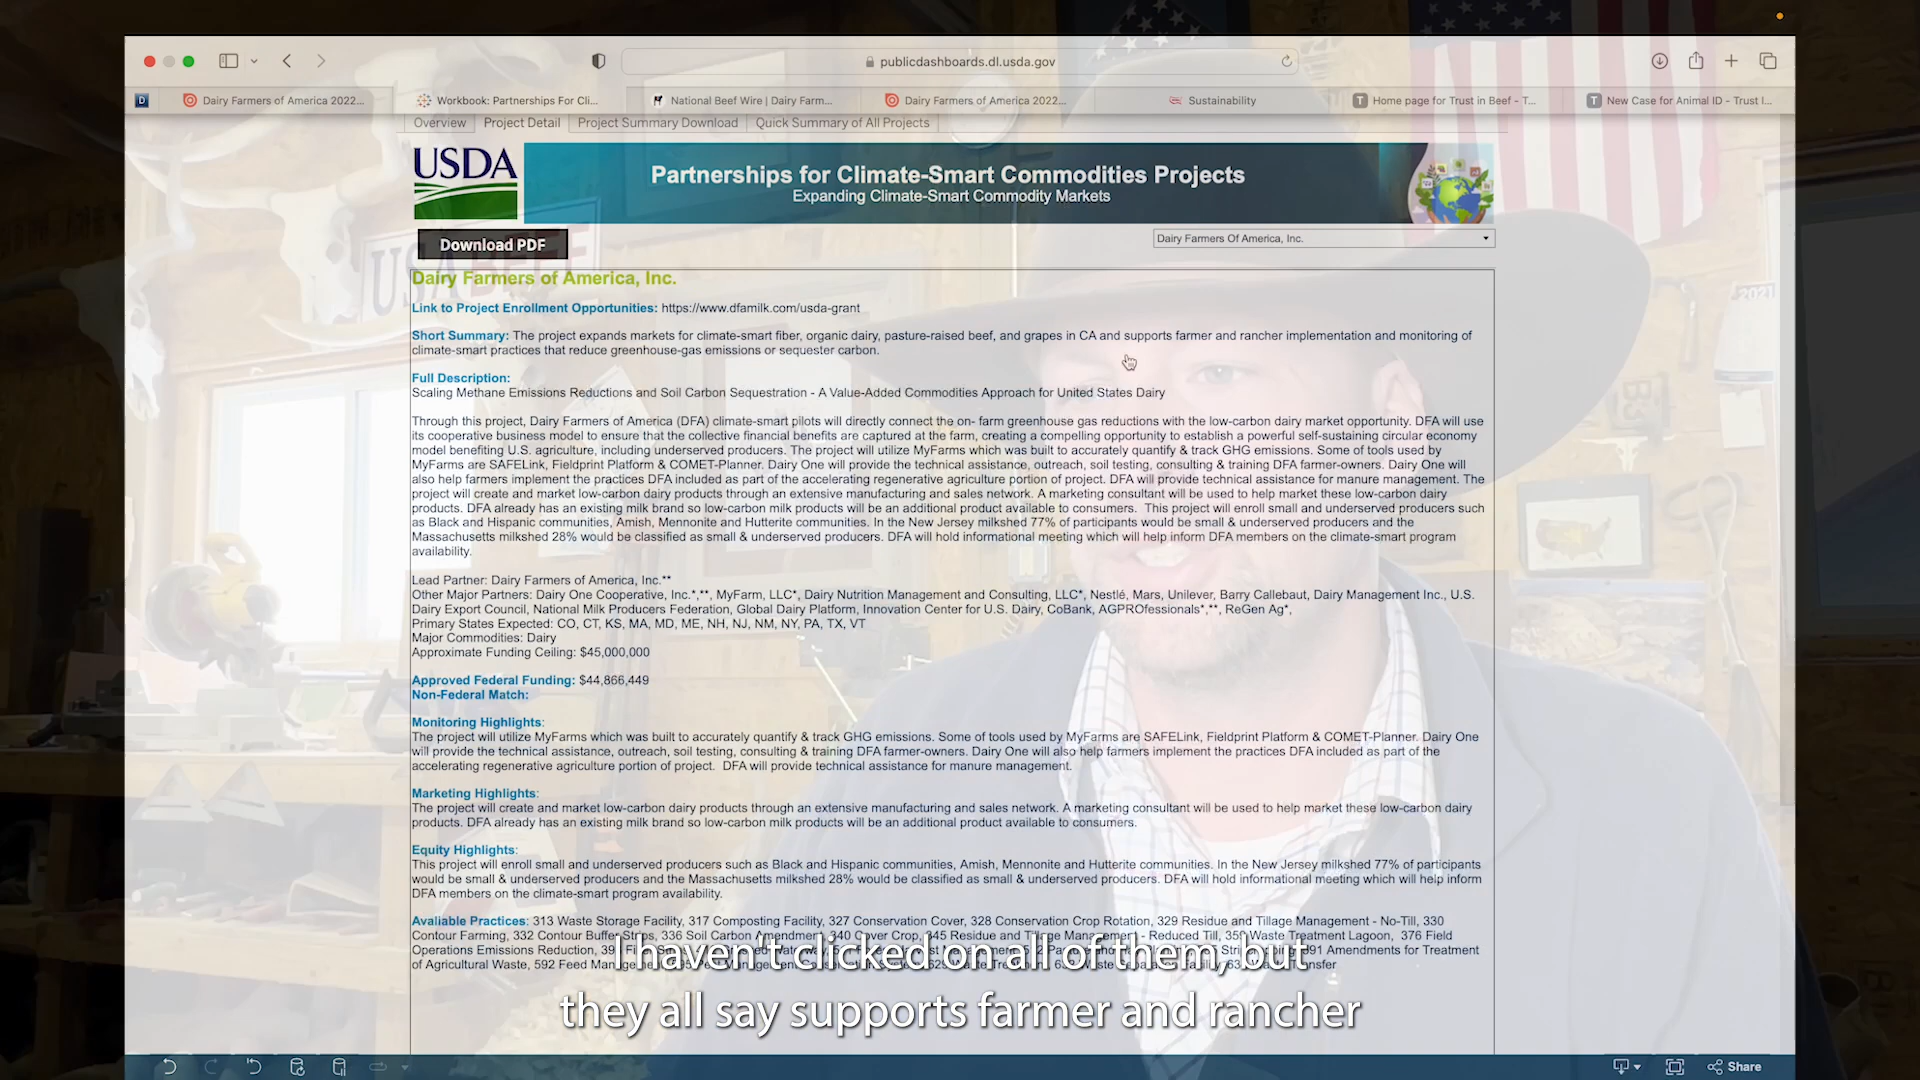 publicdashboards.dl.usda.gov
D
Dairy Farmers of America 2022...
Workbook: Partnerships For Cli...
National Beef Wire | Dairy Farm...
Dairy Farmers of America 2022...
Sustainability
T Home page for Trust in Beef - T...
T New Case for Animal ID - Trust I...
Overview
Project Detail
Project Summary Download
Quick Summary of All Projects
USDA
Partnerships for Climate-Smart Commodities Projects
Expanding Climate-Smart Commodity Markets
Download PDF
Dairy Farmers Of America, Inc.
Dairy Farmers of America, Inc.
Link to Project Enrollment Opportunities: https://www.dfamilk.com/usda-grant
Short Summary: The project expands markets for climate-smart fiber, organic dairy, pasture-raised beef, and grapes in CA and supports farmer and rancher implementation and monitoring of
climate-smart practices that reduce greenhouse-gas emissions or sequester carbon.
Full Description:
Scaling Methane Emissions Reductions and Soil Carbon Sequestration - A Value-Added Commodities Approach for United States Dairy
Through this project, Dairy Farmers of America (DFA) climate-smart pilots will directly connect the on- farm greenhouse gas reductions with the low-carbon dairy market opportunity. DFA will use
its cooperative business model to ensure that the collective financial benefits are captured at the farm, creating a compelling opportunity to establish a powerful self-sustaining circular economy
model benefiting U.S. agriculture, including underserved producers. The project will utilize MyFarms which was built to accurately quantify & track GHG emissions. Some of tools used by
MyFarms are SAFELink, Fieldprint Platform & COMET-Planner. Dairy One will provide the technical assistance, outreach, soil testing, consulting & training DFA farmer-owners. Dairy One will
also help farmers implement the practices DFA included as part of the accelerating regenerative agriculture portion of project. DFA will provide technical assistance for manure management. The
project will create and market low-carbon dairy products through an extensive manufacturing and sales network. A marketing consultant will be used to help market these low-carbon dairy
products. DFA already has an existing milk brand so low-carbon milk products will be an additional product available to consumers. This project will enroll small and underserved producers such
as Black and Hispanic communities, Amish, Mennonite and Hutterite communities. In the New Jersey milkshed 77% of participants would be small & underserved producers and the
Massachusetts milkshed 28% would be classified as small & underserved producers. DFA will hold informational meeting which will help inform DFA members on the climate-smart program
availability.
Lead Partner: Dairy Farmers of America, Inc.**
Other Major Partners: Dairy One Cooperative, Inc.*,**, MyFarm, LLC*, Dairy Nutrition Management and Consulting, LLC*, Nestlé, Mars, Unilever, Barry Callebaut, Dairy Management Inc., U.S.
Dairy Export Council, National Milk Producers Federation, Global Dairy Platform, Innovation Center for U.S. Dairy, CoBank, AGPROfessionals*,**, ReGen Ag*,
Primary States Expected: CO, CT, KS, MA, MD, ME, NH, NJ, NM, NY, PA, TX, VT
Major Commodities: Dairy
Approximate Funding Ceiling: $45,000,000
Approved Federal Funding: $44,866,449
Non-Federal Match:
Monitoring Highlights:
The project will utilize MyFarms which was built to accurately quantify & track GHG emissions. Some of tools used by MyFarms are SAFELink, Fieldprint Platform & COMET-Planner. Dairy One
will provide the technical assistance, outreach, soil testing, consulting & training DFA farmer-owners. Dairy One will also help farmers implement the practices DFA included as part of the
accelerating regenerative agriculture portion of project. DFA will provide technical assistance for manure management.
Marketing Highlights:
The project will create and market low-carbon dairy products through an extensive manufacturing and sales network. A marketing consultant will be used to help market these low-carbon dairy
products. DFA already has an existing milk brand so low-carbon milk products will be an additional product available to consumers.
Equity Highlights:
This project will enroll small and underserved producers such as Black and Hispanic communities, Amish, Mennonite and Hutterite communities. In the New Jersey milkshed 77% of participants
would be small & underserved producers and the Massachusetts milkshed 28% would be classified as small & underserved producers. DFA will hold informational meeting which will help inform
DFA members on the climate-smart program availability.
Avaliable Practices: 313 Waste Storage Facility, 317 Composting Facility, 327 Conservation Cover, 328 Conservation Crop Rotation, 329 Residue and Tillage Management - No-Till, 330
Contour Farming, 332 Contour Buffer Strips, 336 Soil Carbon Amendment, 340 Cover Crop, 345 Residue and Tillage Management - Reduced Till, 359 Waste Treatment Lagoon, 376 Field
Operations Emissions Reduction, Amendments for Treatment
of Agricultural Waste, 592 Feed
I haven't clicked on all of them, but
they all say supports farmer and rancher
Share
USA BEEF
2021